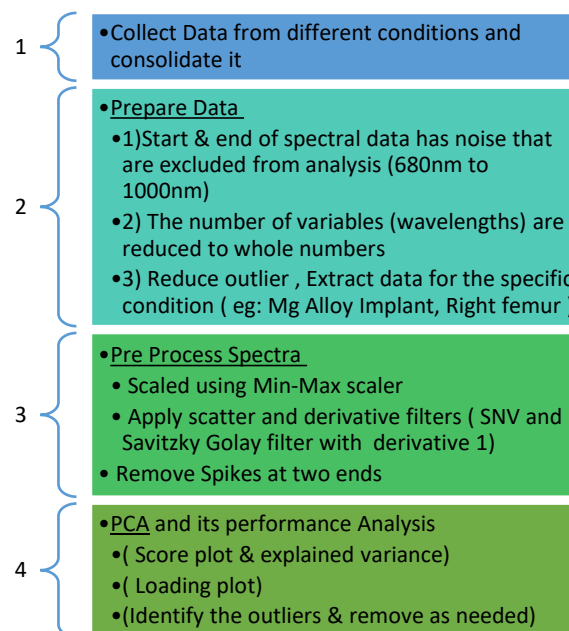 1
•Collect Data from different conditions and
consolidate it
2
•Prepare Data
•1)Start & end of spectral data has noise that
are excluded from analysis (680nm to
1000nm)
•2) The number of variables (wavelengths) are
reduced to whole numbers
•3) Reduce outlier , Extract data for the specific
condition ( eg: Mg Alloy Implant, Right femur )
3
•Pre Process Spectra
• Scaled using Min-Max scaler
• Apply scatter and derivative filters ( SNV and
Savitzky Golay filter with derivative 1)
• Remove Spikes at two ends
4
•PCA and its performance Analysis
•( Score plot & explained variance)
•( Loading plot)
•(Identify the outliers & remove as needed)